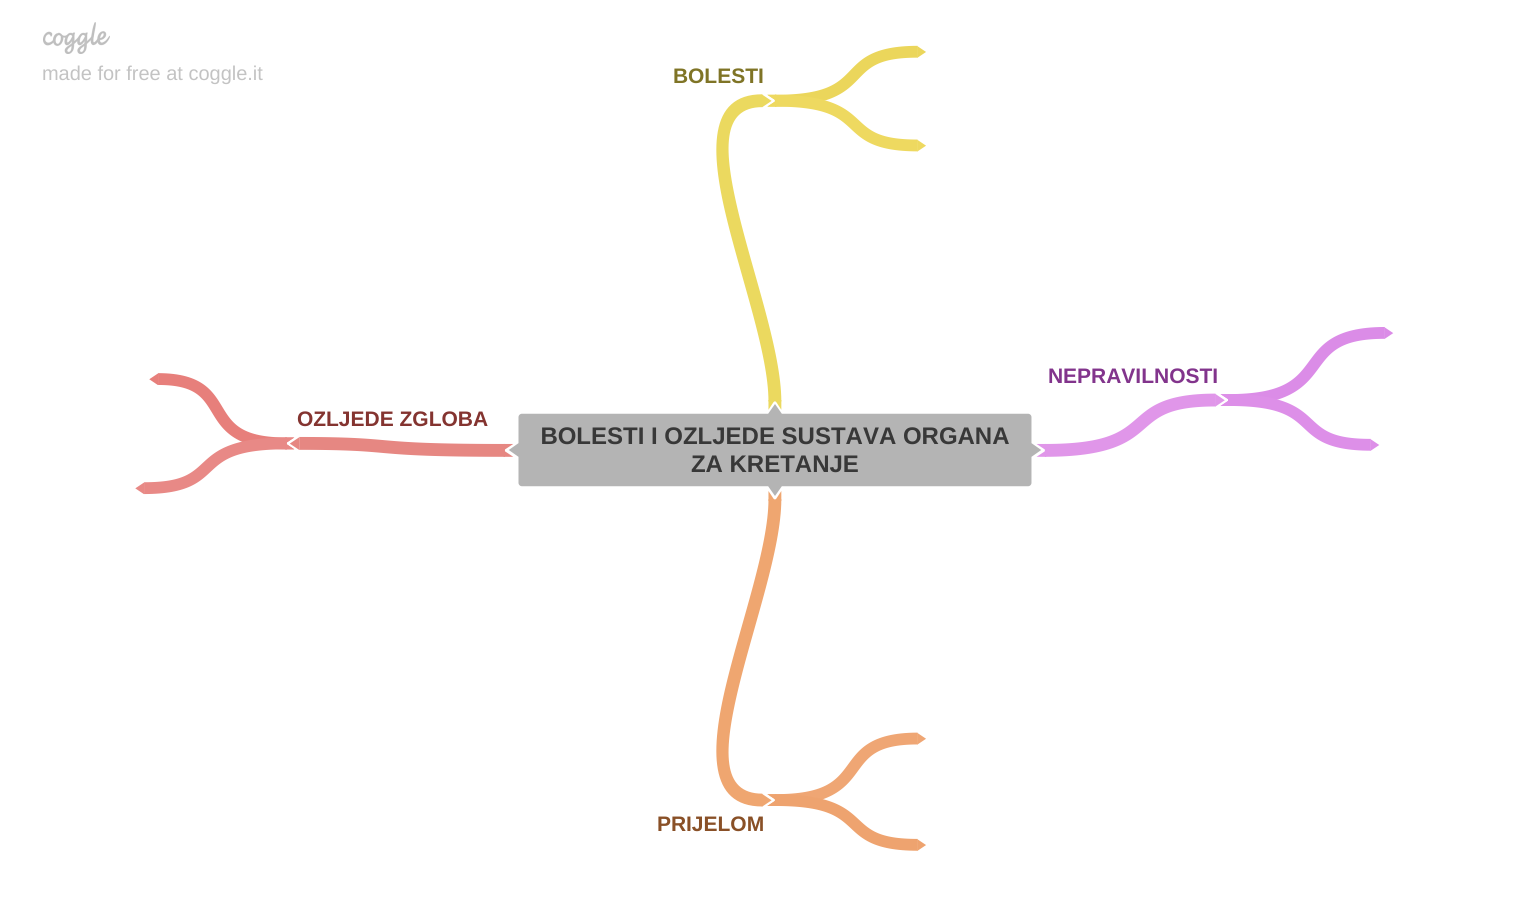 coggle
made for free at coggle.it
BOLESTI
NEPRAVILNOSTI
OZLJEDE ZGLOBA
BOLESTI I OZLJEDE SUSTAVA ORGANA
ZA KRETANJE
PRIJELOM